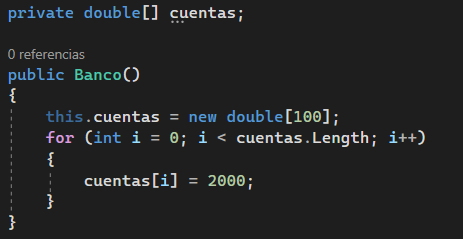 private double[] cuentas;
0 referencias
public Banco()
{
this.cuentas = new double[100];
for (int i = 0; i < cuentas.Length; i++)
{
cuentas[i] = 2000;
}
}